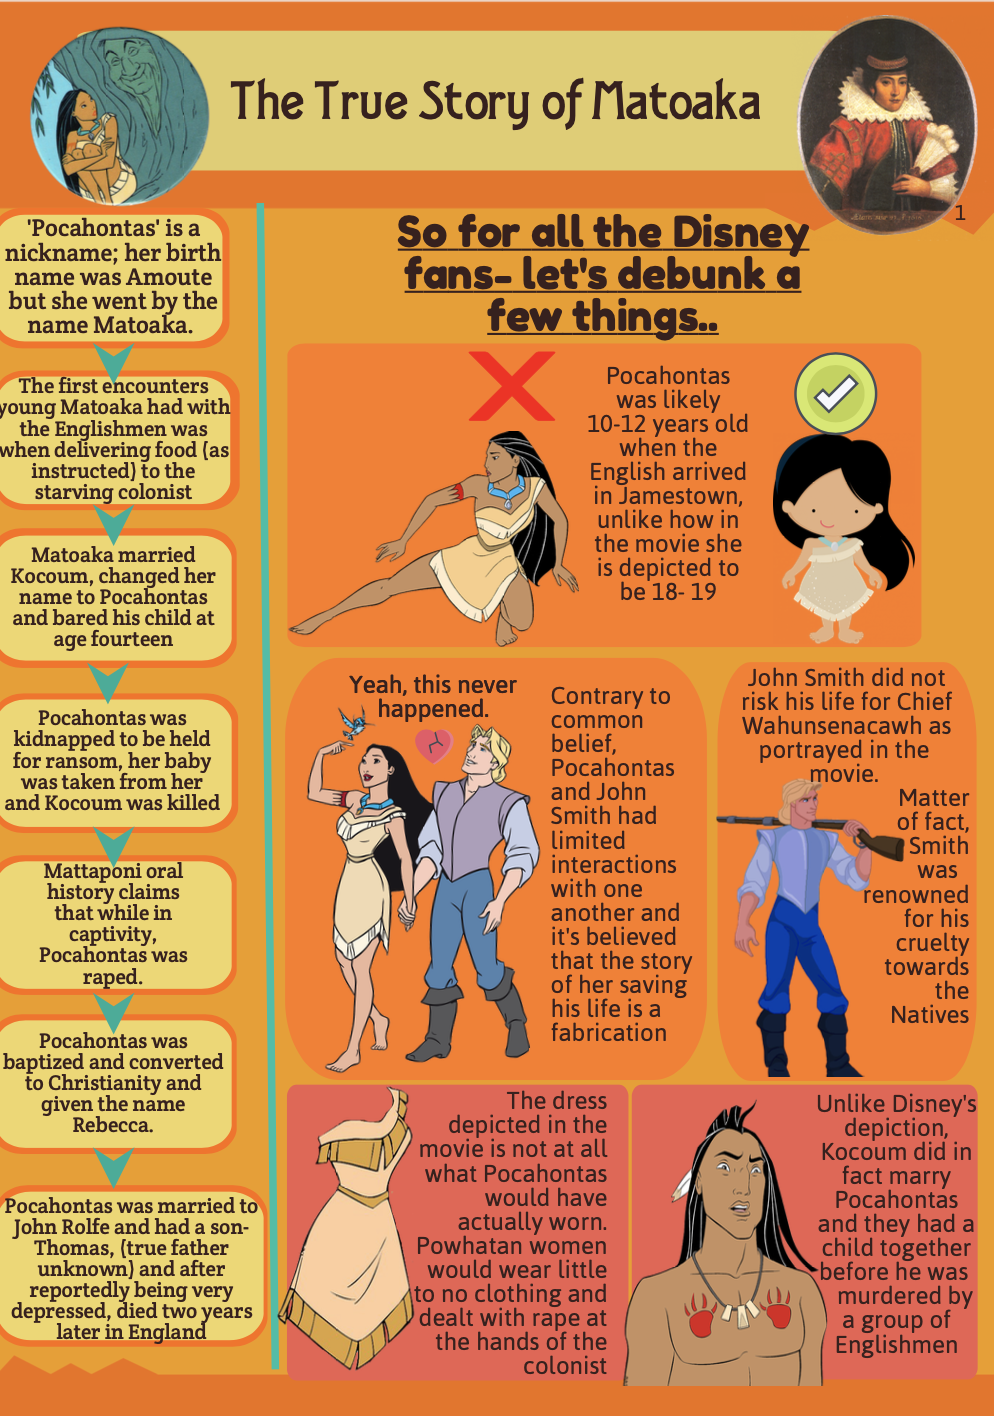 The True Story of Matoaka
1
'Pocahontas' is a
nickname; her birth
name was Amoute
but she went by the
name Matoaka.
The first encounters
young Matoaka had with
the Englishmen was
when delivering food (as
instructed) to the
starving colonist
Matoaka married
Kocoum, changed her
name to Pocahontas
and bared his child at
age fourteen
Pocahontas was
kidnapped to be held
for ransom, her baby
was taken from her
and Kocoum was killed
Mattaponi oral
history claims
that while in
captivity,
Pocahontas was
raped.
Pocahontas was
baptized and converted
to Christianity and
given the name
Rebecca.
Pocahontas was married to
John Rolfe and had a son-
Thomas, (true father
unknown) and after
reportedly being very
depressed, died two years
later in England
So for all the Disney
fans- let's debunk a
few things..
Pocahontas
was likely
10-12 years old
when the
English arrived
in Jamestown,
unlike how in
the movie she
is depicted to
be 18- 19
Yeah, this never
happened.
Contrary to
common
belief,
Pocahontas
and John
Smith had
limited
interactions
with one
another and
it's believed
that the story
of her saving
his life is a
fabrication
John Smith did not
risk his life for Chief
Wahunsenacawh as
portrayed in the
movie.
Matter
of fact,
Smith
was
renowned
for his
cruelty
towards
the
Natives
The dress
depicted in the
movie is not at all
what Pocahontas
would have
actually worn.
Powhatan women
would wear little
to no clothing and
dealt with rape at
the hands of the
colonist
Unlike Disney's
depiction,
Kocoum did in
fact marry
Pocahontas
and they had a
child together
before he was
murdered by
a group of
Englishmen